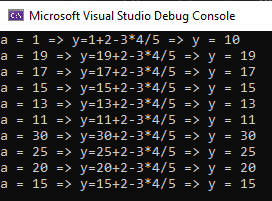 Microsoft Visual Studio Debug Console
a = 1 => y=1+2-3*4/5 => y = 10
a = 19 => y=19+2-3*4/5 => y = 19
a = 17 => y=17+2-3*4/5 => y = 17
a = 15 => y=15+2-3*4/5 => y = 15
a = 13 => y=13+2-3*4/5 => y = 13
a = 11 => y=11+2-3*4/5 => y = 11
a = 30 => y=30+2-3*4/5 => y = 30
a = 25 => y=25+2-3*4/5 => y = 25
a = 20 => y=20+2-3*4/5 => y = 20
a = 15 => y=15+2-3*4/5 => y = 15